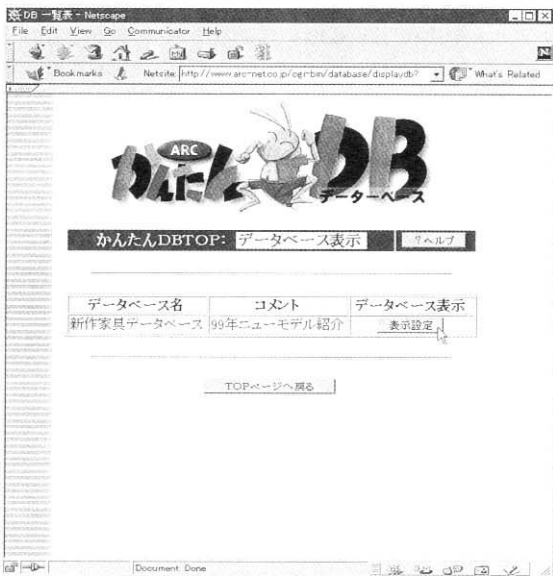 DB 一覧表 - Netscape
File Edit View Go Communicator Help
Bookmarks Netsite: http://www.arc-net.co.jp/cgi-bin/database/displaydb? What's Related
ARC
かんたんDB
データーベース
かんたんDBTOP: データベース表示 ?ヘルプ
データベース名 コメント データベース表示
新作家具データベース 99年ニューモデル紹介 表示設定
TOPページへ戻る
Document: Done